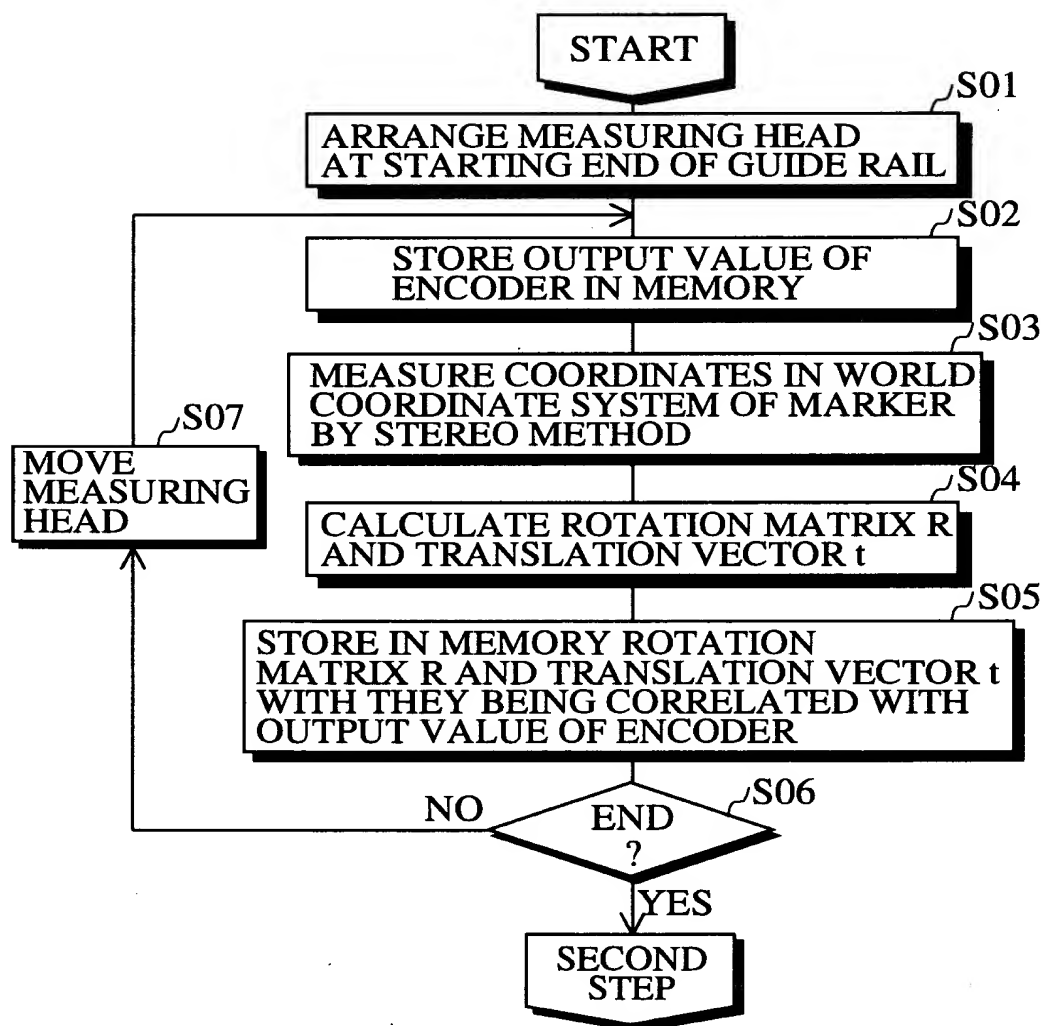 START
S01
ARRANGE MEASURING HEAD
AT STARTING END OF GUIDE RAIL
S02
STORE OUTPUT VALUE OF
ENCODER IN MEMORY
S03
MEASURE COORDINATES IN WORLD
COORDINATE SYSTEM OF MARKER
BY STEREO METHOD
S07
MOVE
MEASURING
HEAD
S04
CALCULATE ROTATION MATRIX R
AND TRANSLATION VECTOR t
S05
STORE IN MEMORY ROTATION
MATRIX R AND TRANSLATION VECTOR t
WITH THEY BEING CORRELATED WITH
OUTPUT VALUE OF ENCODER
S06
NO
END
?
YES
SECOND
STEP